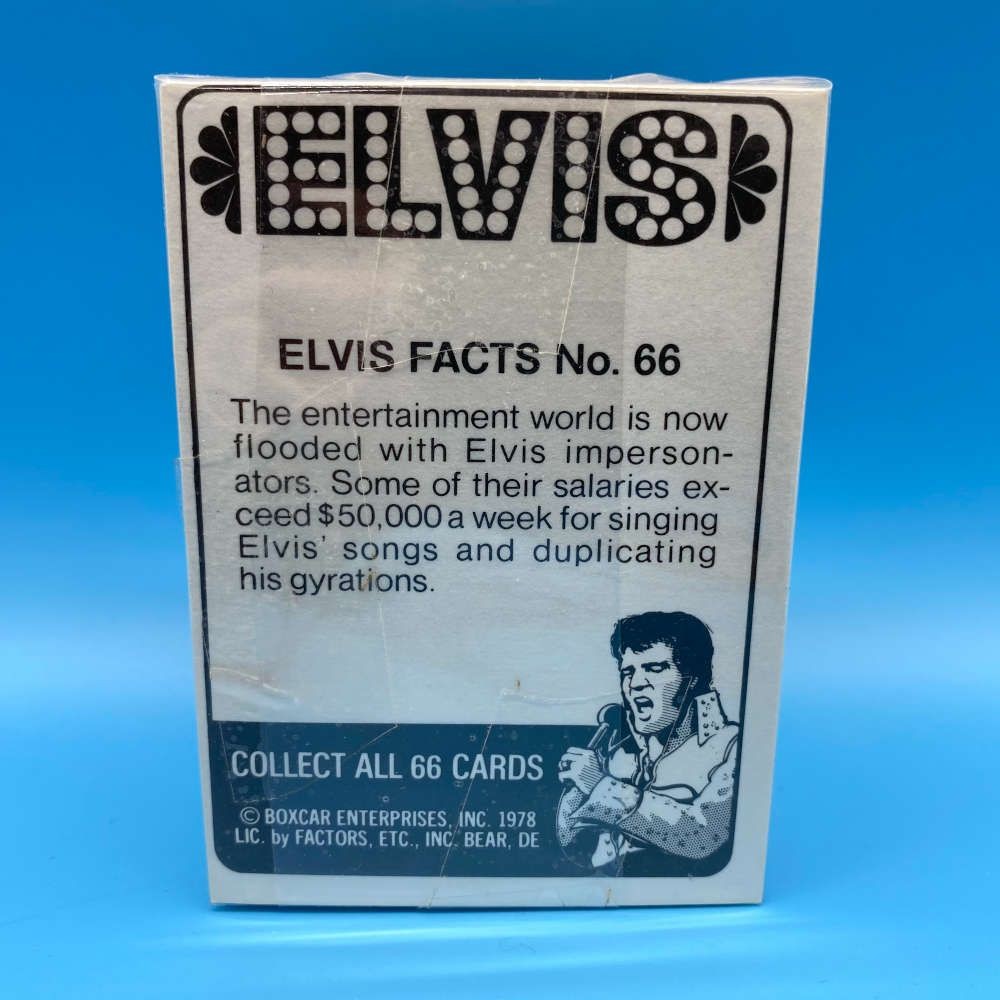 ELVIS
ELVIS FACTS No. 66
The entertainment world is now
flooded with Elvis imperson-
ators. Some of their salaries ex-
ceed $50,000 a week for singing
Elvis' songs and duplicating
his gyrations.
COLLECT ALL 66 CARDS
© BOXCAR ENTERPRISES, INC. 1978
LIC. by FACTORS, ETC., INC. BEAR, DE